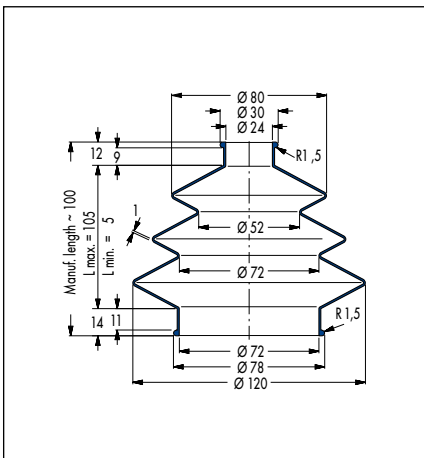 Ø 80
Ø 30
Ø 24
12
9
R1,5
Manuf. length ~ 100
L max. = 105
L min. = 5
1
Ø 52
Ø 72
14
11
R1,5
Ø 72
Ø 78
Ø 120